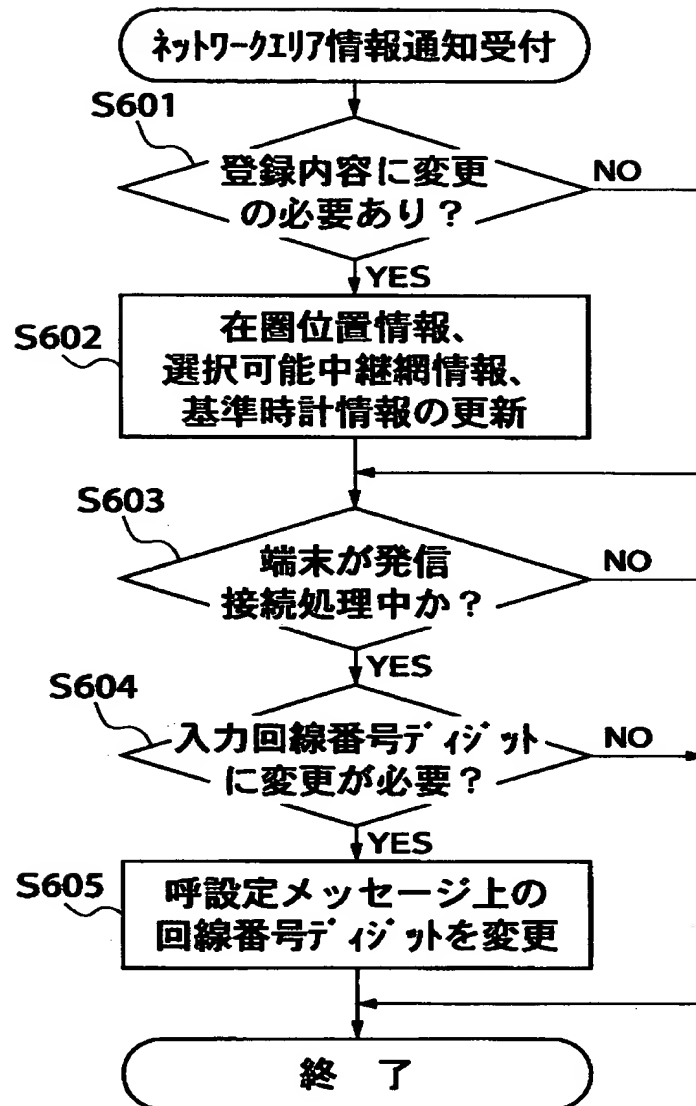 ネットワークエリア情報通知受付
S601
登録内容に変更
の必要あり?
NO
YES
S602
在圏位置情報、
選択可能中継網情報、
基準時計情報の更新
S603
端末が発信
接続処理中か?
NO
YES
S604
入力回線番号ディジット
に変更が必要?
NO
YES
S605
呼設定メッセージ上の
回線番号ディジットを変更
終 了